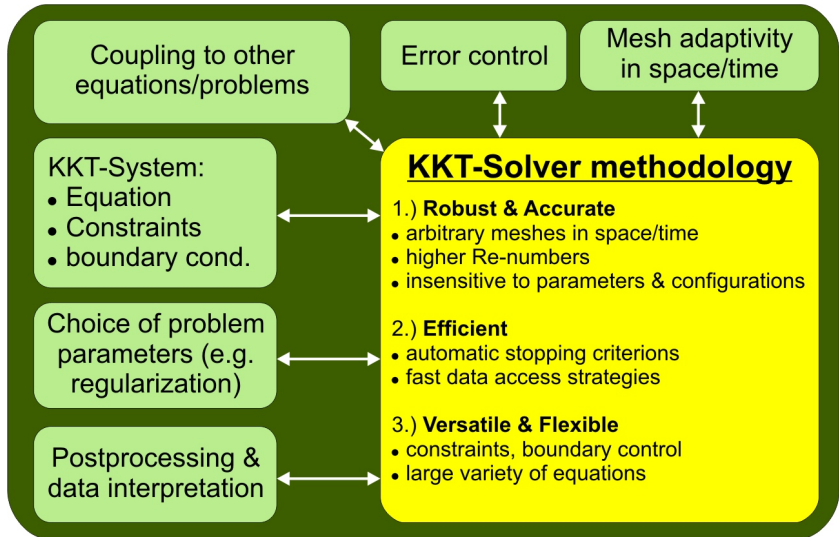 Coupling to other
equations/problems
Error control
Mesh adaptivity
in space/time
KKT-System:
• Equation
• Constraints
• boundary cond.
Choice of problem
parameters (e.g.
regularization)
Postprocessing &
data interpretation
KKT-Solver methodology
1.) Robust & Accurate
• arbitrary meshes in space/time
• higher Re-numbers
• insensitive to parameters & configurations
2.) Efficient
• automatic stopping criterions
• fast data access strategies
3.) Versatile & Flexible
• constraints, boundary control
• large variety of equations